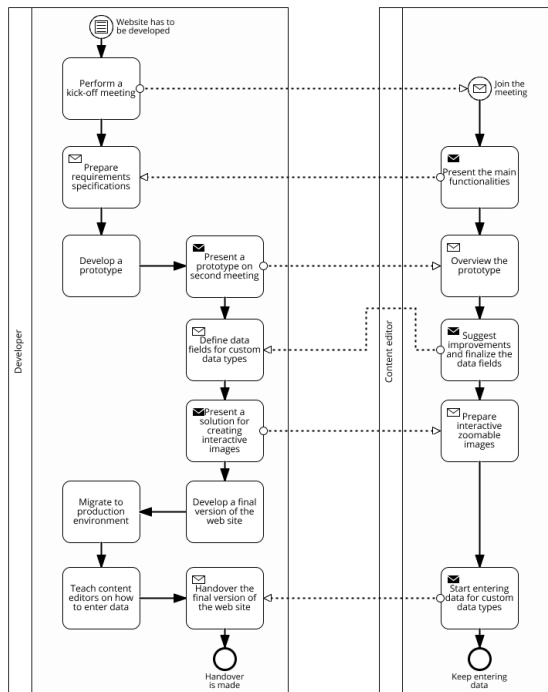 Website has to
be developed
Perform a
kick-off meeting
Join the
meeting
Prepare
requirements
specifications
Present the main
functionalities
Develop a
prototype
Present a
prototype on
second meeting
Overview the
prototype
Developer
Content editor
Define data
fields for custom
data types
Suggest
improvements
and finalize the
data fields
Present a
solution for
creating
interactive
images
Prepare
interactive
zoomable
images
Migrate to
production
environment
Develop a final
version of the
web site
Teach content
editors on how
to enter data
Handover the
final version of
the web site
Start entering
data for custom
data types
Handover
is made
Keep entering
data